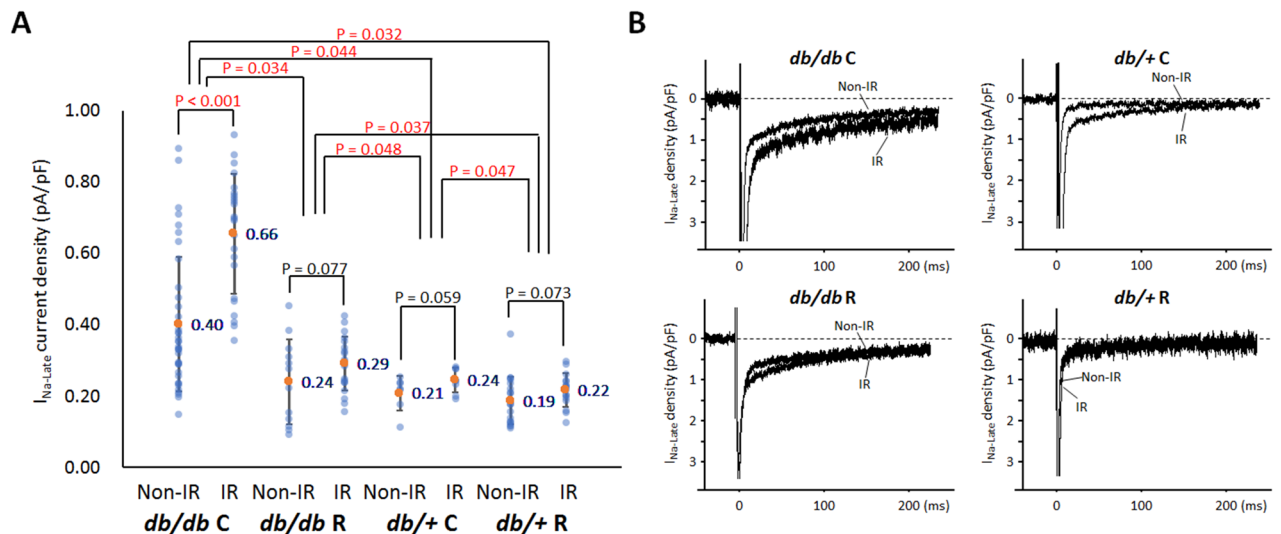 A
P = 0.032
P = 0.044
P = 0.034
P < 0.001
P = 0.037
P = 0.048
P = 0.047
P = 0.077
P = 0.059
P = 0.073
I Na-Late current density (pA/pF)
1.00
0.80
0.60
0.40
0.20
0.00
0.40
0.66
0.24
0.29
0.21
0.24
0.19
0.22
Non-IR IR Non-IR IR Non-IR IR Non-IR IR
db/db C db/db R db/+ C db/+ R
B
db/db C
I Na-Late density (pA/pF)
0
1
2
3
Non-IR
IR
0 100 200 (ms)
db/+ C
I Na-Late density (pA/pF)
0
1
2
3
Non-IR
IR
0 100 200 (ms)
db/db R
I Na-Late density (pA/pF)
0
1
2
3
Non-IR
IR
0 100 200 (ms)
db/+ R
I Na-Late density (pA/pF)
0
1
2
3
Non-IR
IR
0 100 200 (ms)